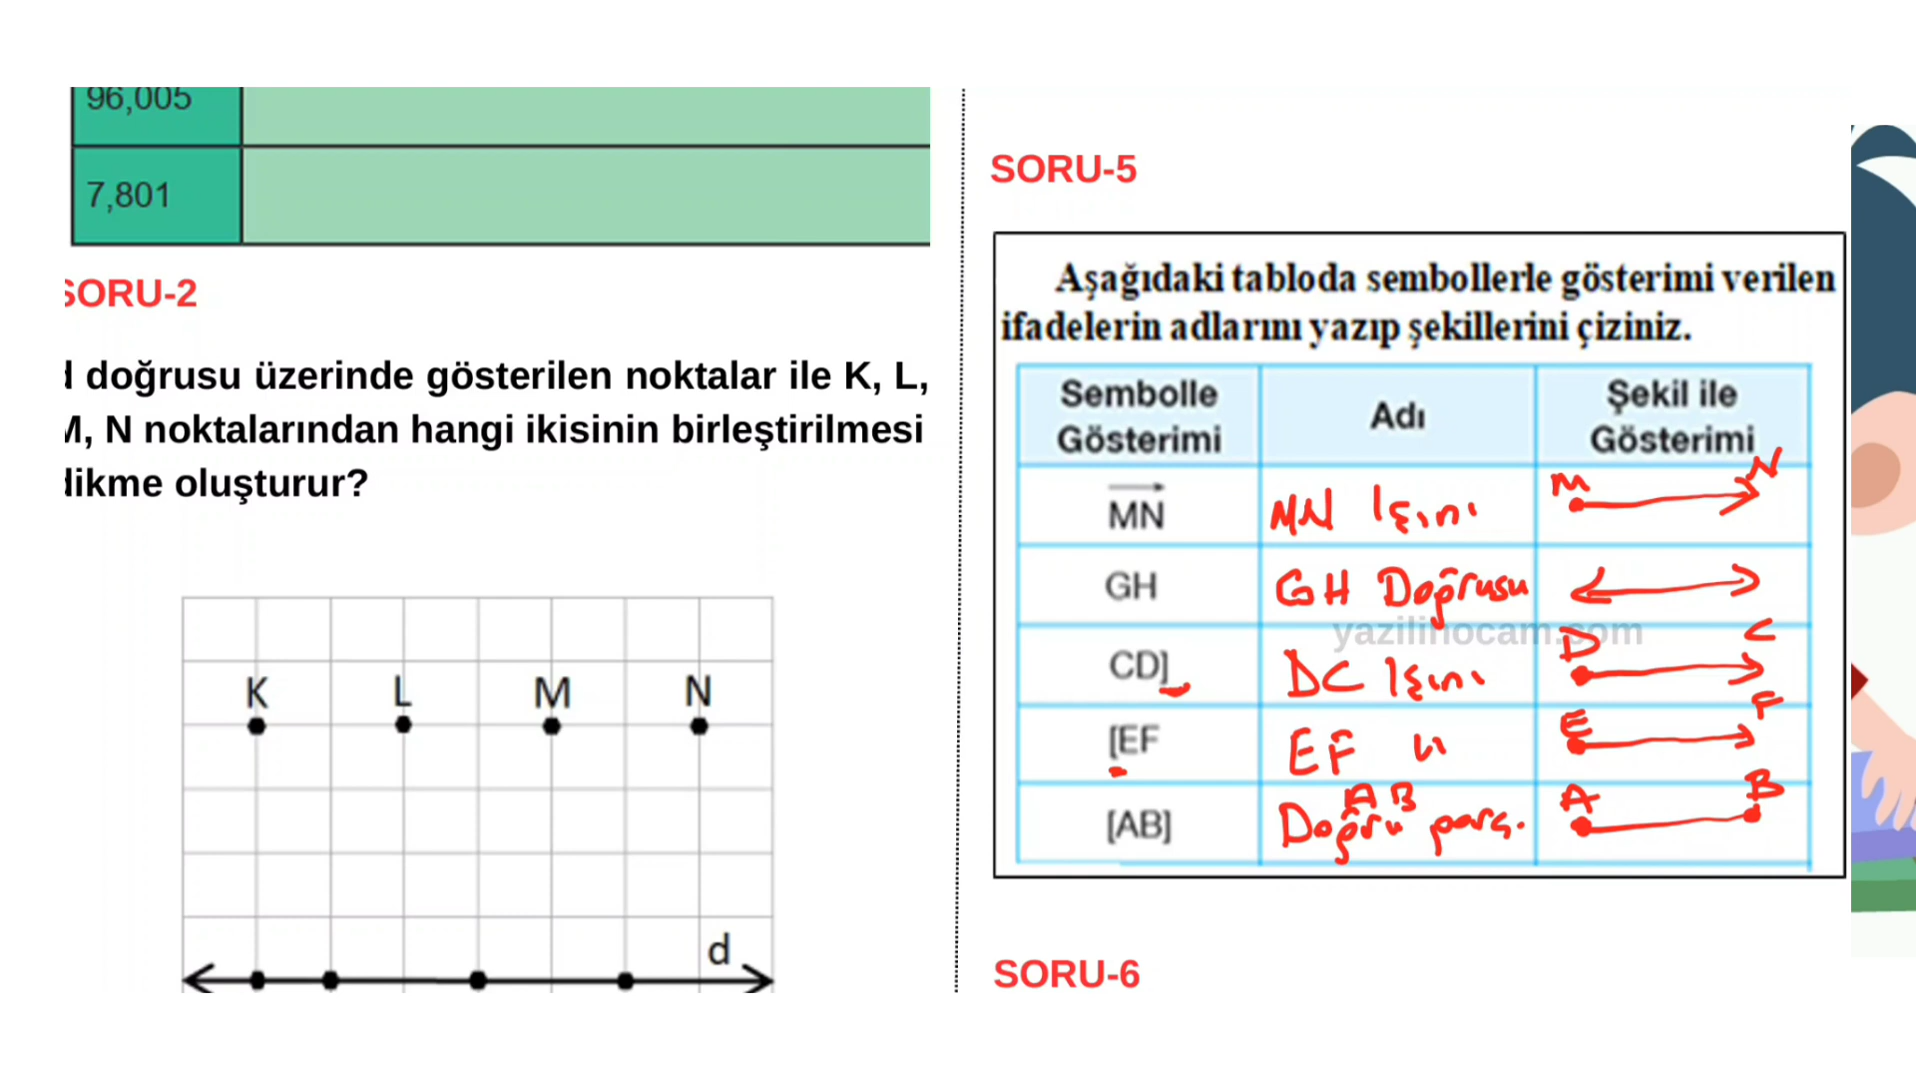 96,005
7,801
SORU-2
d doğrusu üzerinde gösterilen noktalar ile K, L,
M, N noktalarından hangi ikisinin birleştirilmesi
dikme oluşturur?
K L M N
d
SORU-5
Aşağıdaki tabloda sembollerle gösterimi verilen
ifadelerin adlarını yazıp şekillerini çiziniz.
Sembolle Gösterimi Adı Şekil ile Gösterimi
MN MN Işını M N
GH GH Doğrusu
yazilihocam.com
CD] DC Işını D C
[EF EF " E F
[AB] AB Doğru parç. A B
SORU-6